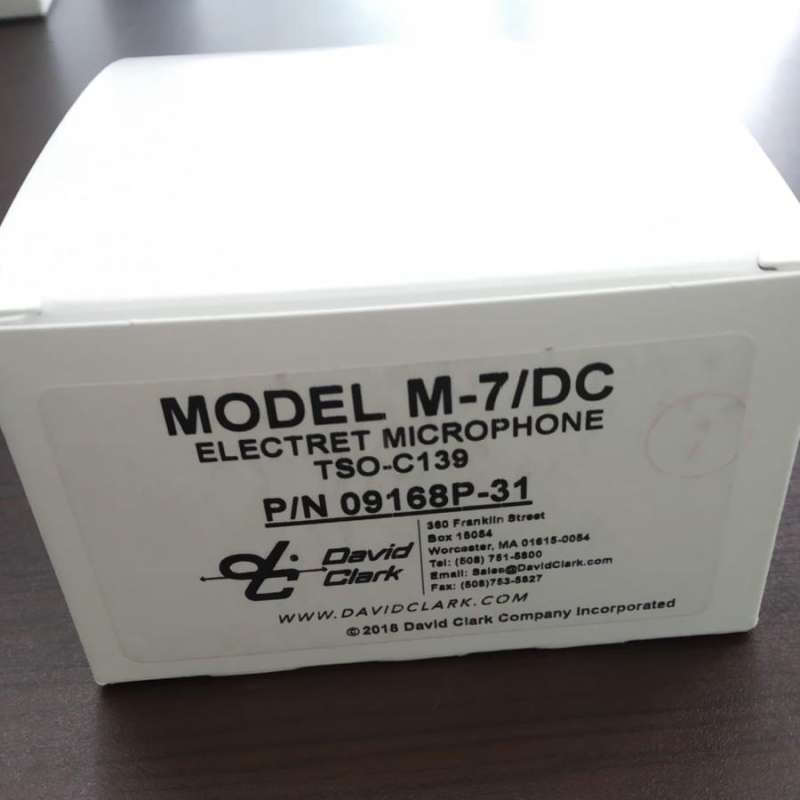 MODEL M-7/DC
ELECTRET MICROPHONE
TSO-C139
P/N 09168P-31
dc David Clark
360 Franklin Street
Box 15054
Worcester, MA 01615-0054
Tel: (508) 751-5800
Email: Sales@DavidClark.com
Fax: (508)753-5827
WWW.DAVIDCLARK.COM
© 2018 David Clark Company Incorporated